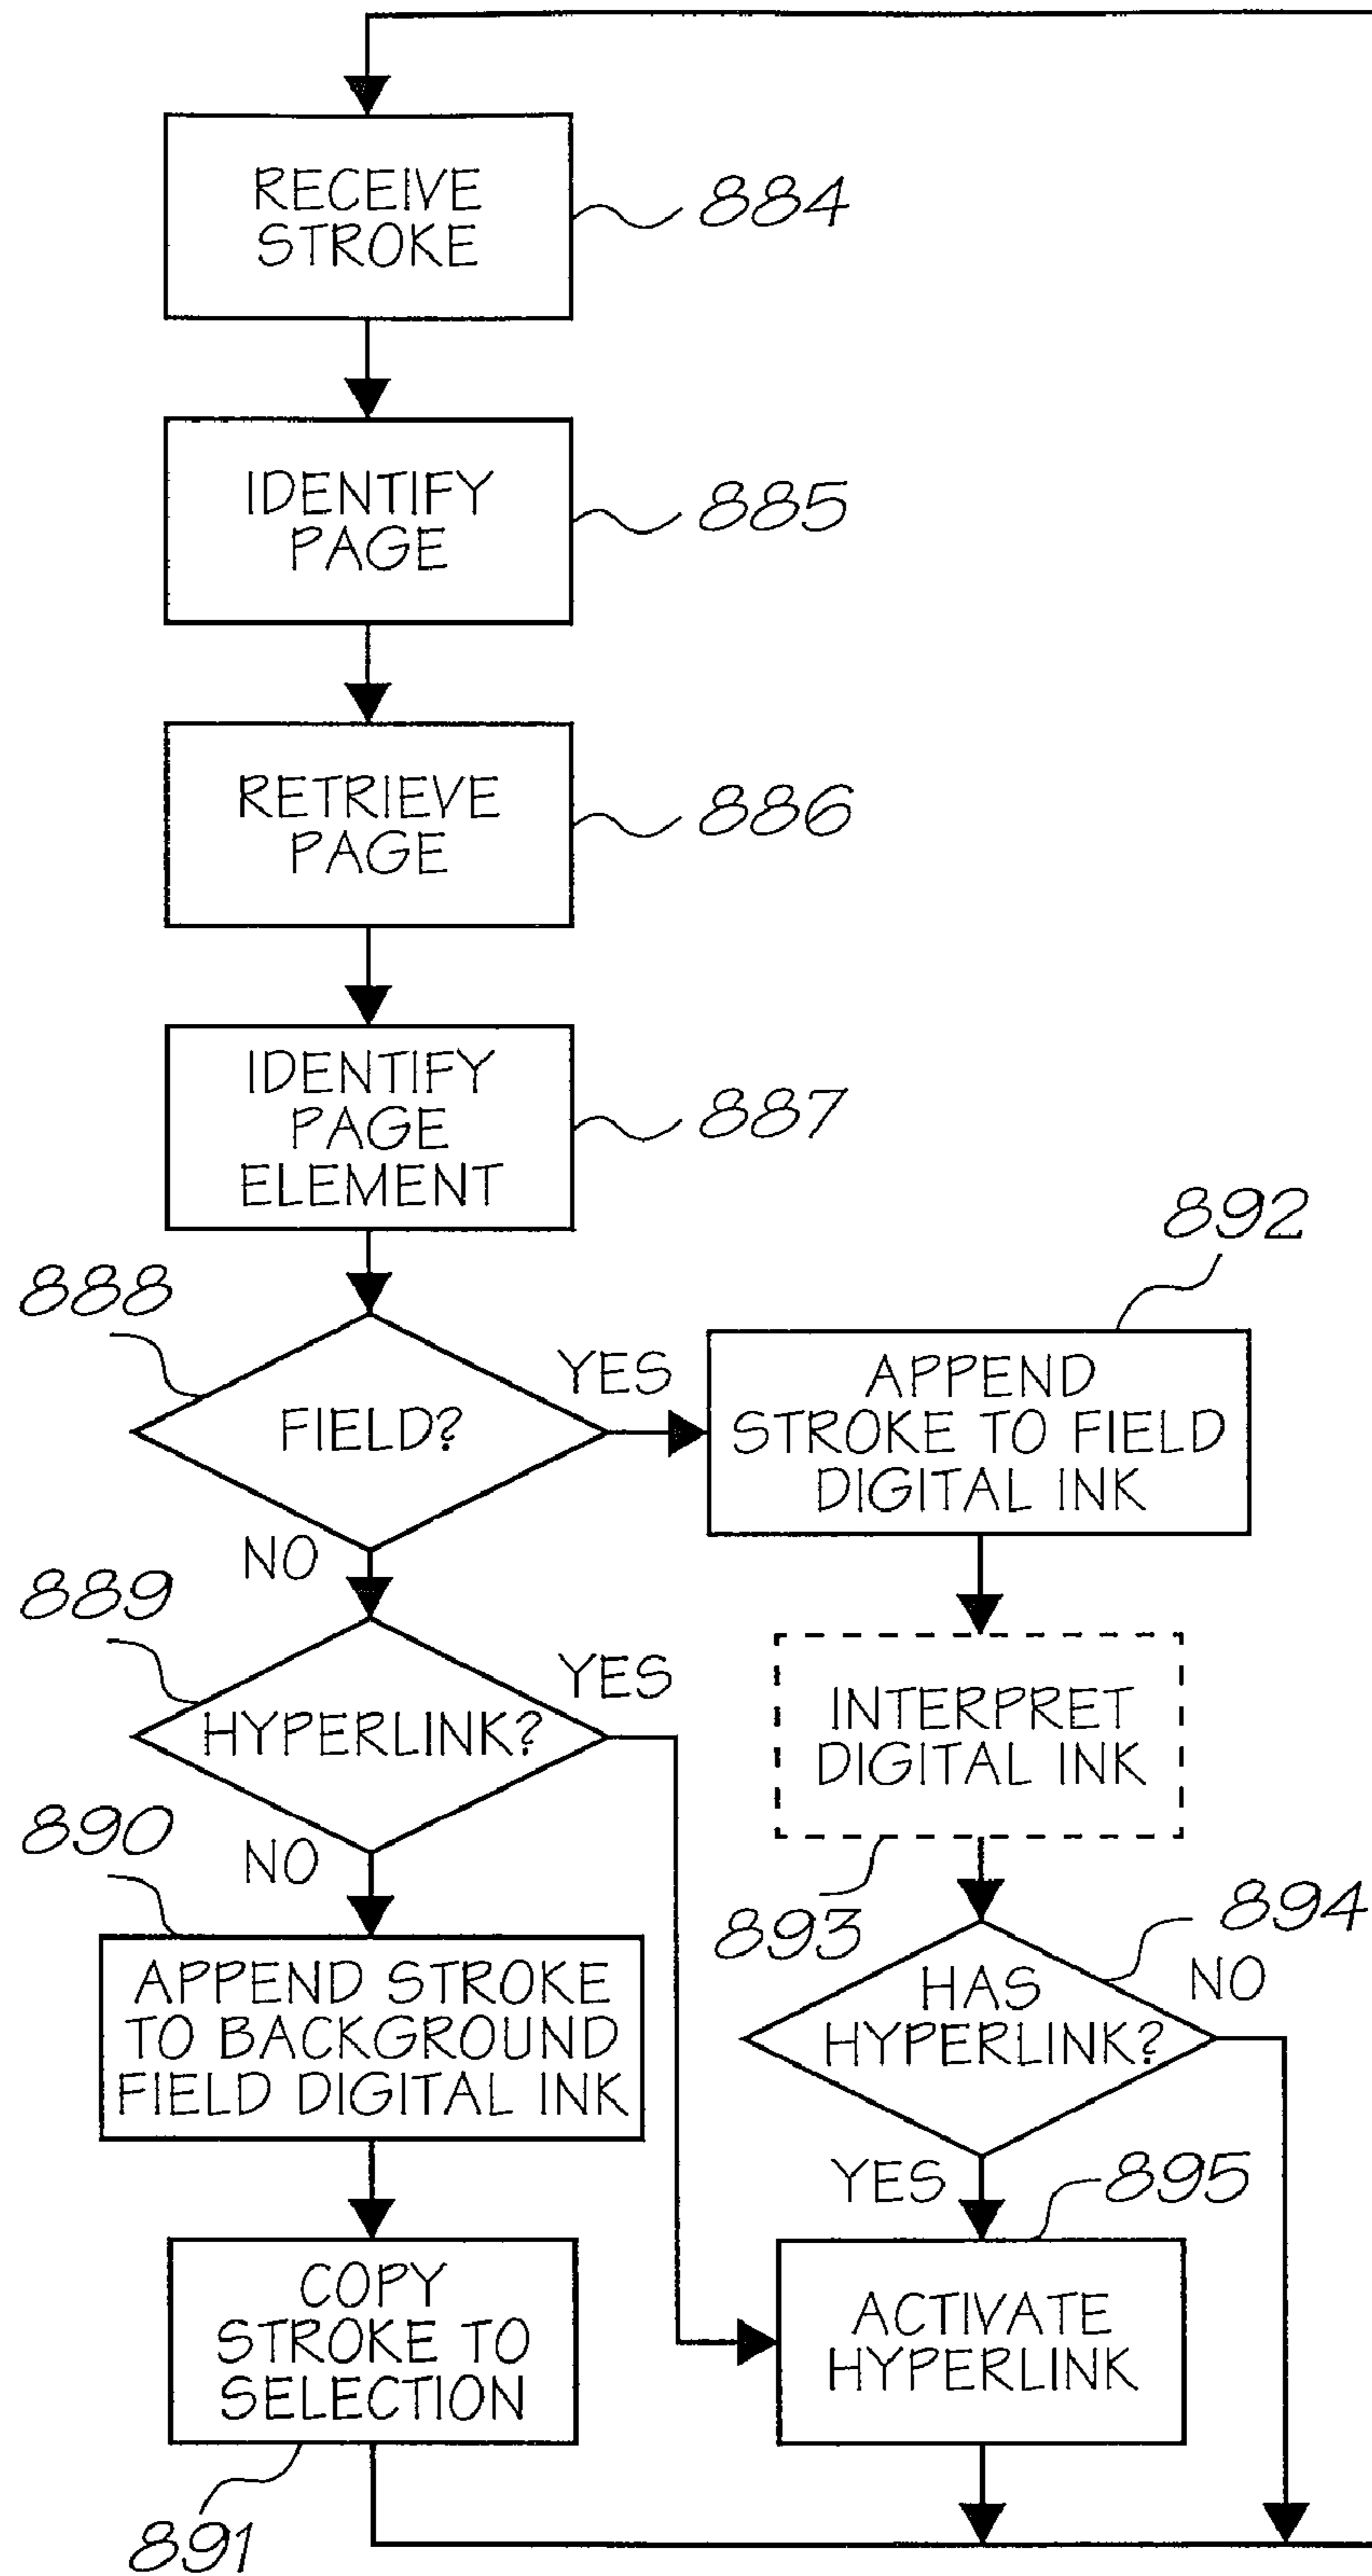 RECEIVE
STROKE
884
IDENTIFY
PAGE
885
RETRIEVE
PAGE
886
IDENTIFY
PAGE
ELEMENT
887
888
FIELD?
YES
NO
892
APPEND
STROKE TO FIELD
DIGITAL INK
889
HYPERLINK?
YES
NO
INTERPRET
DIGITAL INK
893
890
APPEND STROKE
TO BACKGROUND
FIELD DIGITAL INK
894
HAS
HYPERLINK?
NO
YES
895
COPY
STROKE TO
SELECTION
891
ACTIVATE
HYPERLINK